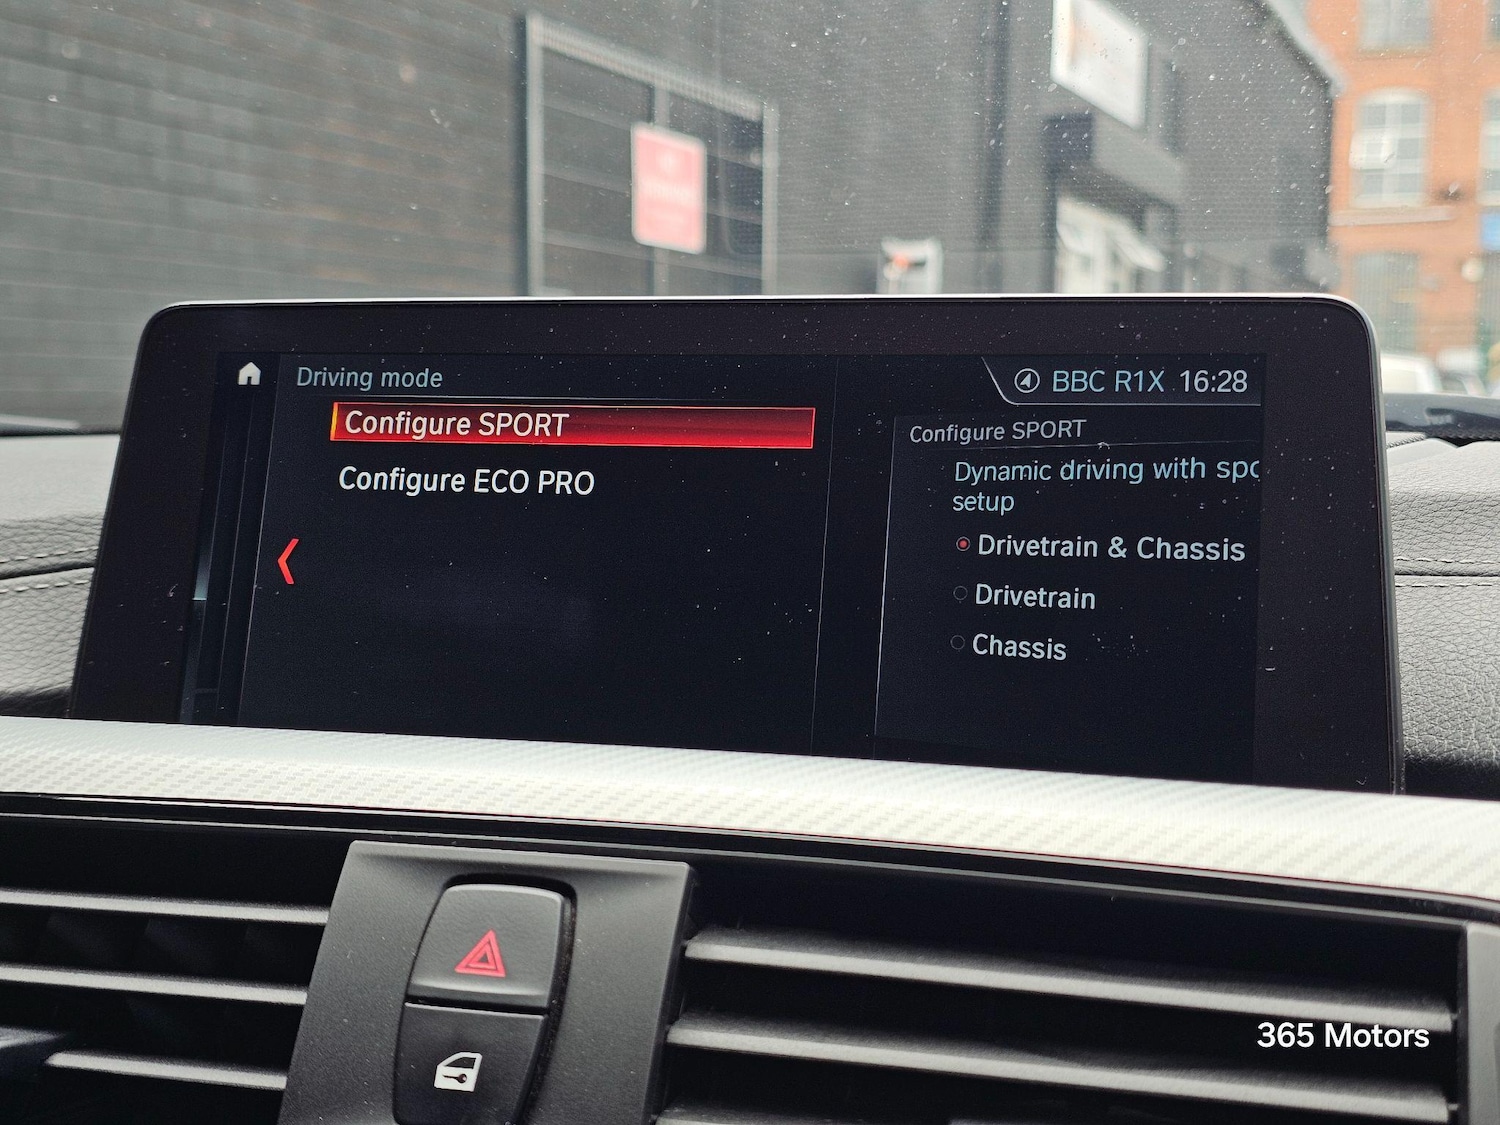 Driving mode
BBC R1X 16:28
Configure SPORT
Configure ECO PRO
Configure SPORT
Dynamic driving with spo
setup
Drivetrain & Chassis
Drivetrain
Chassis
365 Motors